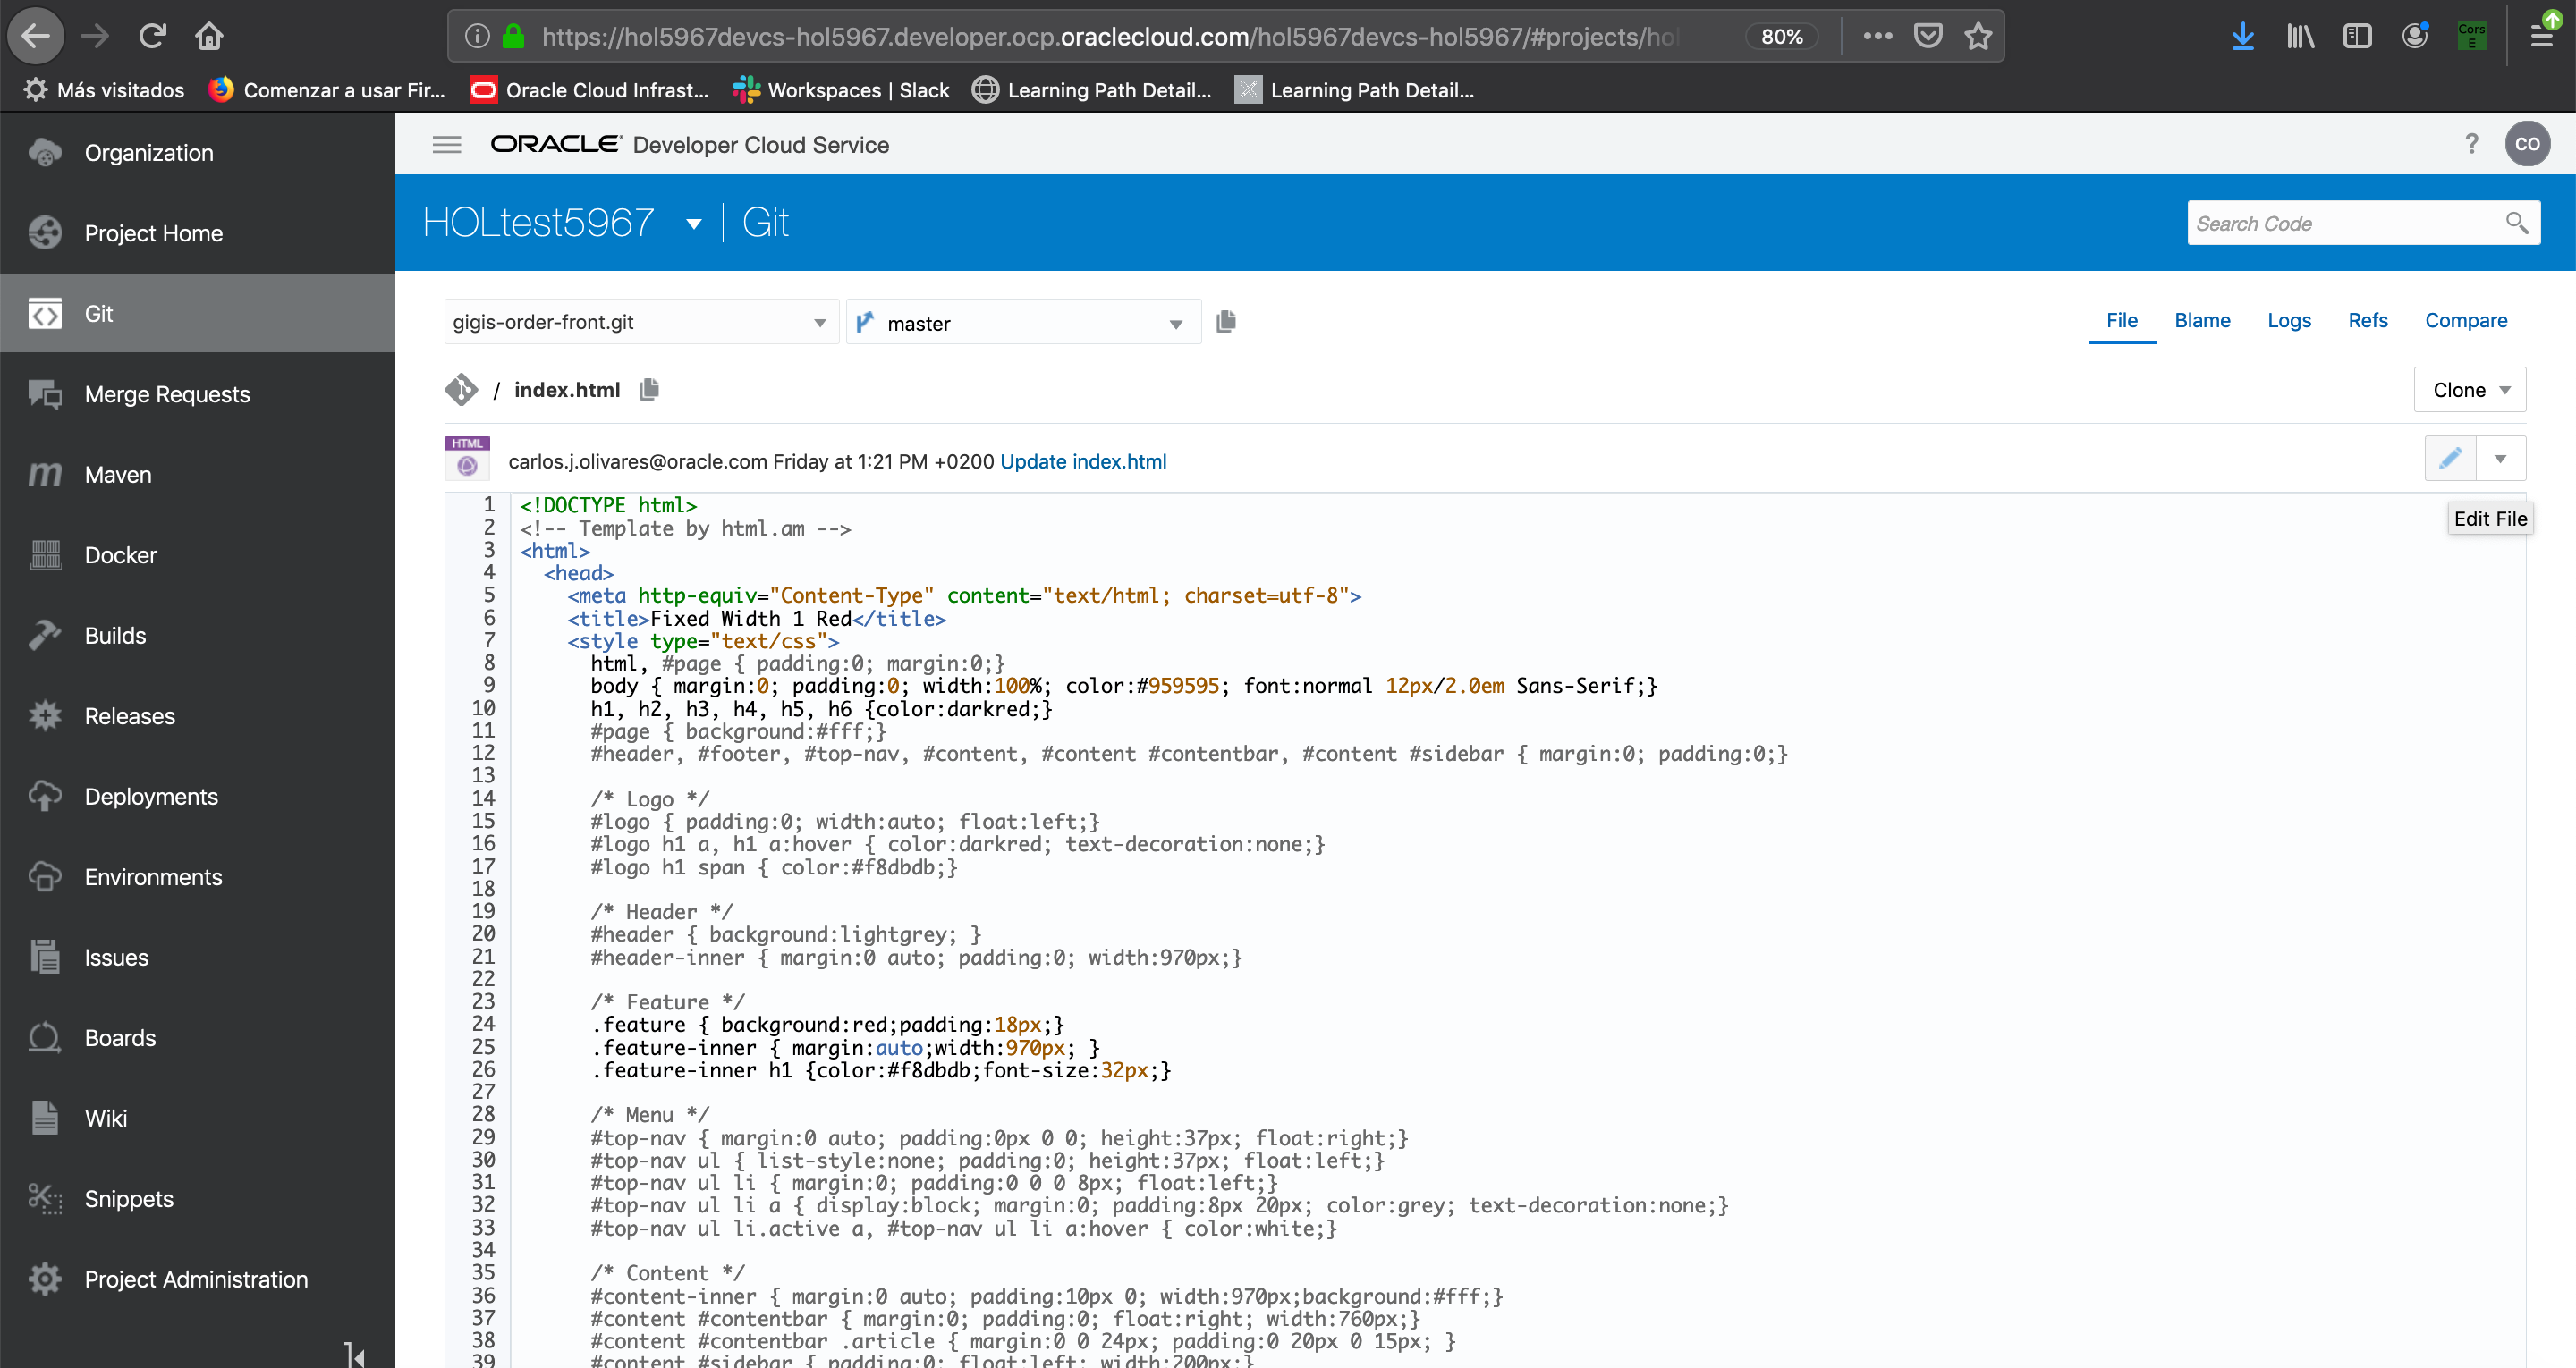 https://hol5967devcs-hol5967.developer.ocp.oraclecloud.com/hol5967devcs-hol5967/#projects/hol
80%
Cors
E
Más visitados
Comenzar a usar Fir...
Oracle Cloud Infrast...
Workspaces | Slack
Learning Path Detail...
Learning Path Detail...
Organization
Project Home
Git
Merge Requests
Maven
Docker
Builds
Releases
Deployments
Environments
Issues
Boards
Wiki
Snippets
Project Administration
ORACLE® Developer Cloud Service
?
CO
HOLtest5967
Git
Search Code
gigis-order-front.git
master
File
Blame
Logs
Refs
Compare
/ index.html
Clone
HTML
carlos.j.olivares@oracle.com Friday at 1:21 PM +0200 Update index.html
Edit File
1 <!DOCTYPE html>
2 <!-- Template by html.am -->
3 <html>
4 <head>
5 <meta http-equiv="Content-Type" content="text/html; charset=utf-8">
6 <title>Fixed Width 1 Red</title>
7 <style type="text/css">
8 html, #page { padding:0; margin:0;}
9 body { margin:0; padding:0; width:100%; color:#959595; font:normal 12px/2.0em Sans-Serif;}
10 h1, h2, h3, h4, h5, h6 {color:darkred;}
11 #page { background:#fff;}
12 #header, #footer, #top-nav, #content, #content #contentbar, #content #sidebar { margin:0; padding:0;}
13
14 /* Logo */
15 #logo { padding:0; width:auto; float:left;}
16 #logo h1 a, h1 a:hover { color:darkred; text-decoration:none;}
17 #logo h1 span { color:#f8dbdb;}
18
19 /* Header */
20 #header { background:lightgrey; }
21 #header-inner { margin:0 auto; padding:0; width:970px;}
22
23 /* Feature */
24 .feature { background:red;padding:18px;}
25 .feature-inner { margin:auto;width:970px; }
26 .feature-inner h1 {color:#f8dbdb;font-size:32px;}
27
28 /* Menu */
29 #top-nav { margin:0 auto; padding:0px 0 0; height:37px; float:right;}
30 #top-nav ul { list-style:none; padding:0; height:37px; float:left;}
31 #top-nav ul li { margin:0; padding:0 0 0 8px; float:left;}
32 #top-nav ul li a { display:block; margin:0; padding:8px 20px; color:grey; text-decoration:none;}
33 #top-nav ul li.active a, #top-nav ul li a:hover { color:white;}
34
35 /* Content */
36 #content-inner { margin:0 auto; padding:10px 0; width:970px;background:#fff;}
37 #content #contentbar { margin:0; padding:0; float:right; width:760px;}
38 #content #contentbar .article { margin:0 0 24px; padding:0 20px 0 15px; }
39 #content #sidebar { padding:0; float:left; width:200px;}